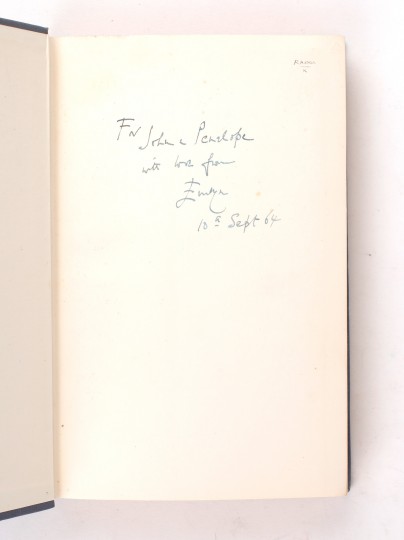 For John & Penelope
with love from
Evelyn
10th Sept 64